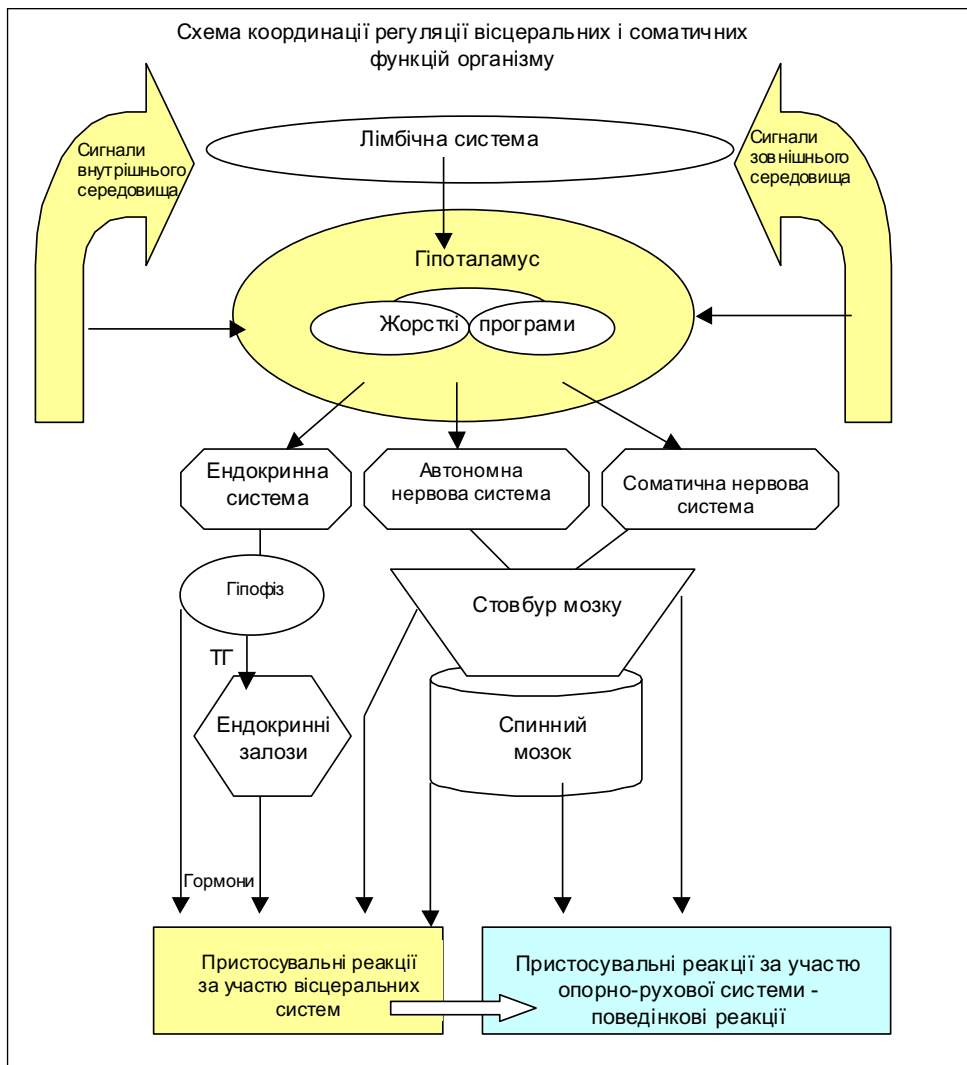 Схема координації регуляції вісцеральних і соматичних
функцій організму
Сигнали
внутрішнього
середовища
Лімбічна система
Сигнали
зовнішнього
середовища
Гіпоталамус
Жорсткі програми
Ендокринна
система
Автономна
нервова система
Соматична нервова
система
Гіпофіз
Стовбур мозку
ТГ
Ендокринні
залози
Спинний
мозок
Гормони
Пристосувальні реакції
за участю вісцеральних
систем
Пристосувальні реакції за участю
опорно-рухової системи -
поведінкові реакції